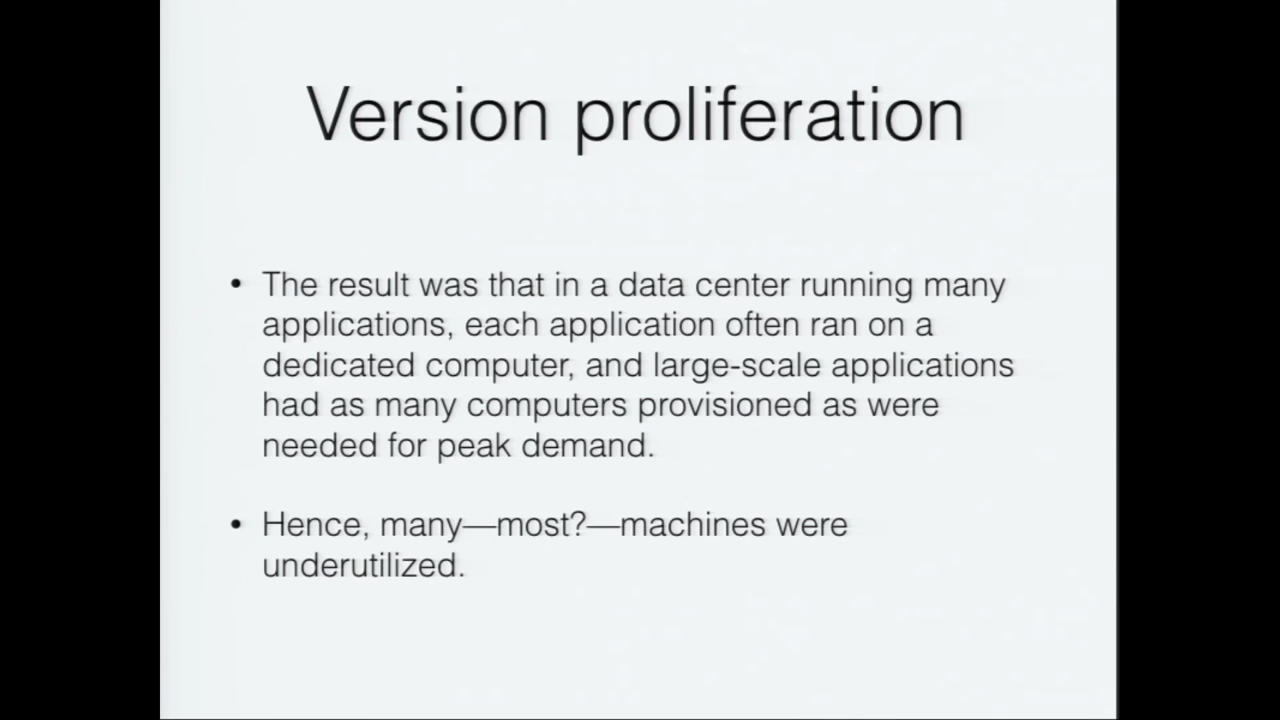 Version proliferation
• The result was that in a data center running many
applications, each application often ran on a
dedicated computer, and large-scale applications
had as many computers provisioned as were
needed for peak demand.
• Hence, many—most?—machines were
underutilized.